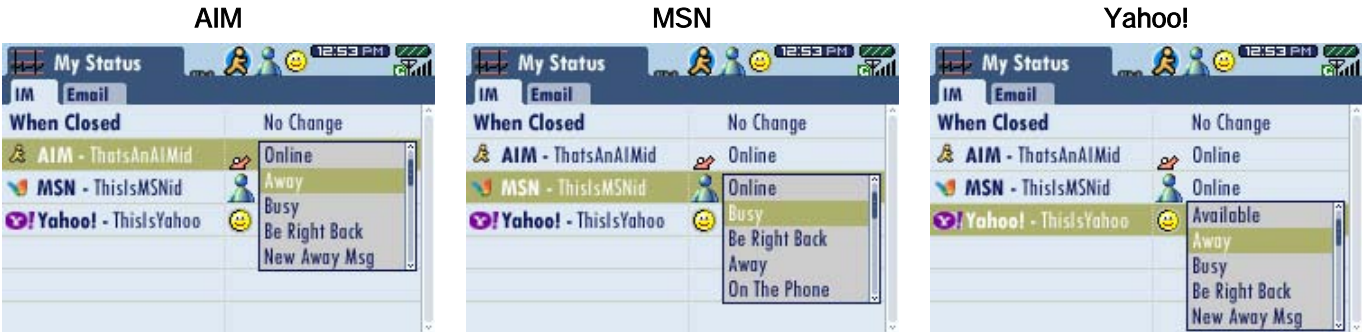 AIM
My Status
12:53 PM
IM Email
When Closed No Change
AIM - ThatsAnAIMid Online
Away
MSN - ThisIsMSNid
Busy
Yahoo! - ThisIsYahoo
Be Right Back
New Away Msg
MSN
My Status
12:53 PM
IM Email
When Closed No Change
AIM - ThatsAnAIMid Online
MSN - ThisIsMSNid Online
Busy
Yahoo! - ThisIsYahoo
Be Right Back
Away
On The Phone
Yahoo!
My Status
12:53 PM
IM Email
When Closed No Change
AIM - ThatsAnAIMid Online
MSN - ThisIsMSNid Online
Yahoo! - ThisIsYahoo Available
Away
Busy
Be Right Back
New Away Msg